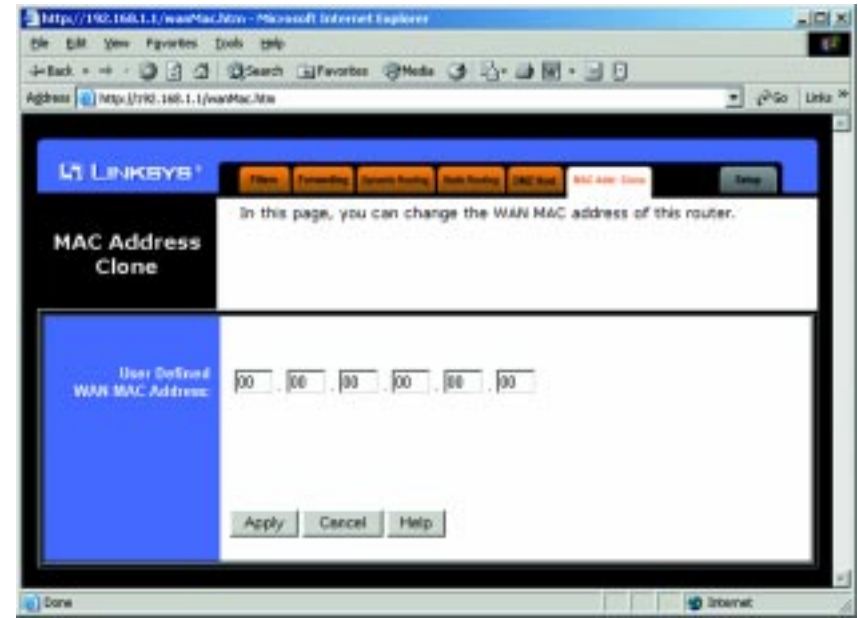 http://192.168.1.1/wanMac.htm - Microsoft Internet Explorer
File Edit View Favorites Tools Help
Back Search Favorites Media
Address http://192.168.1.1/wanMac.htm Go Links »
LINKSYS®
Filters Forwarding Dynamic Routing Static Routing DMZ Host MAC Addr. Clone Setup
In this page, you can change the WAN MAC address of this router.
MAC Address
Clone
User Defined
WAN MAC Address:
00 . 00 . 00 . 00 . 00 . 00
Apply Cancel Help
Done Internet